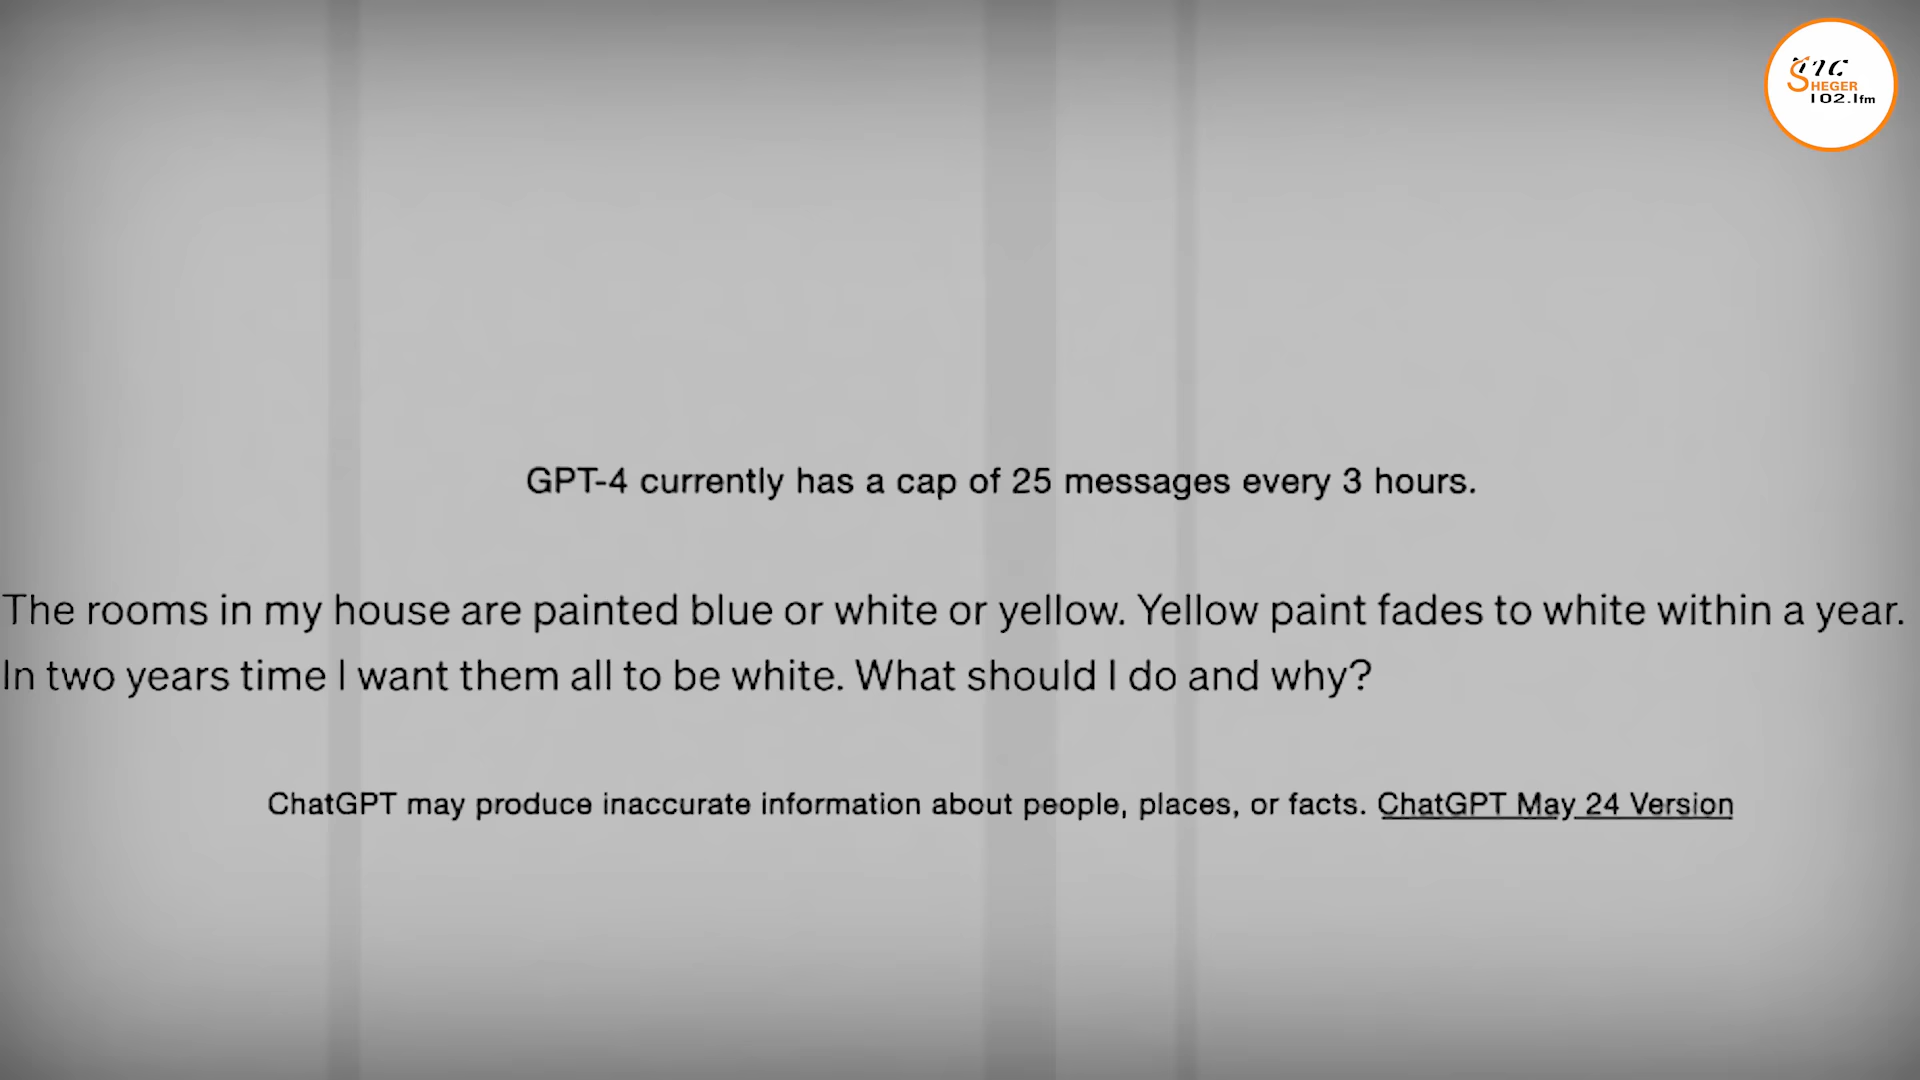 ሸገር
SHEGER
102.1fm
GPT-4 currently has a cap of 25 messages every 3 hours.
The rooms in my house are painted blue or white or yellow. Yellow paint fades to white within a year.
In two years time I want them all to be white. What should I do and why?
ChatGPT may produce inaccurate information about people, places, or facts. ChatGPT May 24 Version